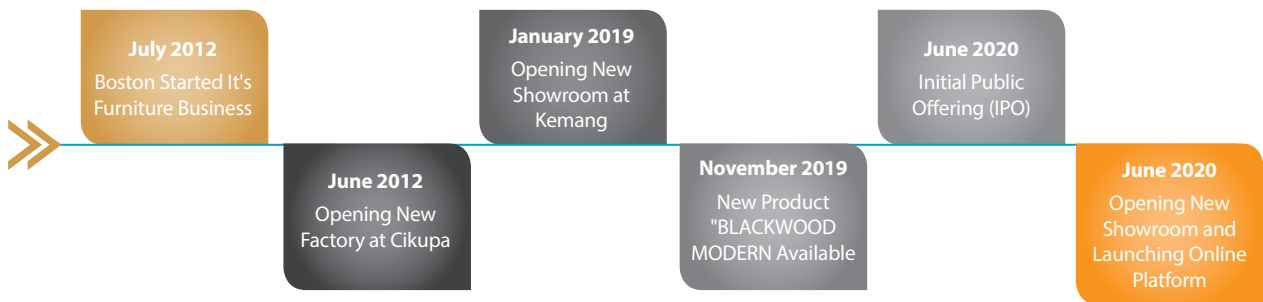 July 2012
Boston Started It's
Furniture Business
June 2012
Opening New
Factory at Cikupa
January 2019
Opening New
Showroom at
Kemang
November 2019
New Product
"BLACKWOOD
MODERN Available
June 2020
Initial Public
Offering (IPO)
June 2020
Opening New
Showroom and
Launching Online
Platform